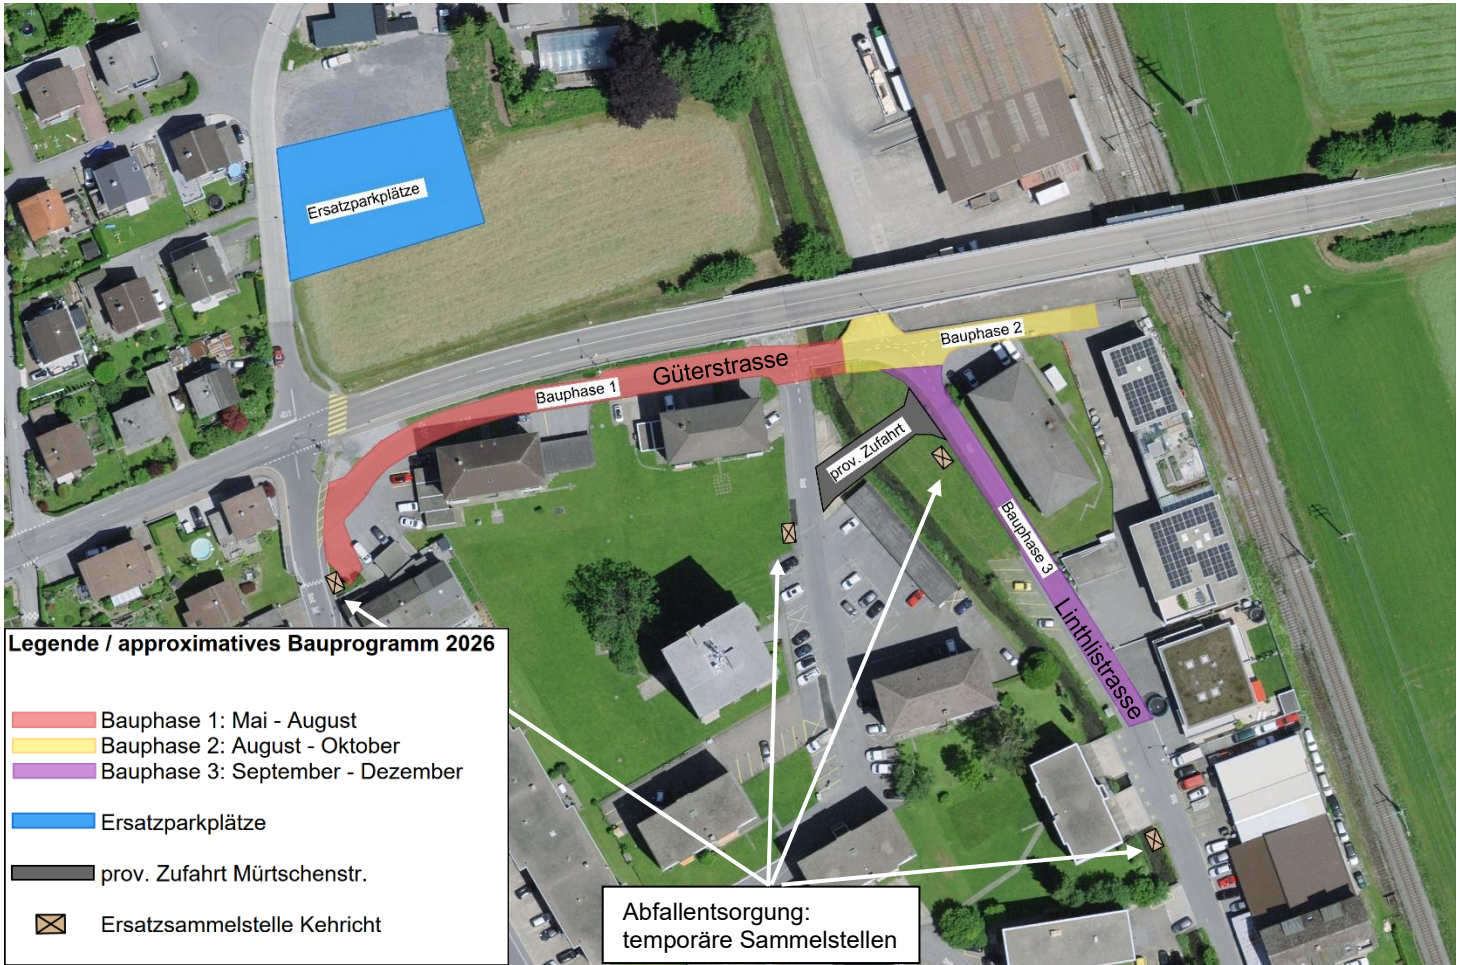 Ersatzparkplätze
Bauphase 2
Güterstrasse
Bauphase 1
prov. Zufahrt
Bauphase 3
Linthlistrasse
Legende / approximatives Bauprogramm 2026
Bauphase 1: Mai - August
Bauphase 2: August - Oktober
Bauphase 3: September - Dezember
Ersatzparkplätze
prov. Zufahrt Mürtschenstr.
Ersatzsammelstelle Kehricht
Abfallentsorgung:
temporäre Sammelstellen